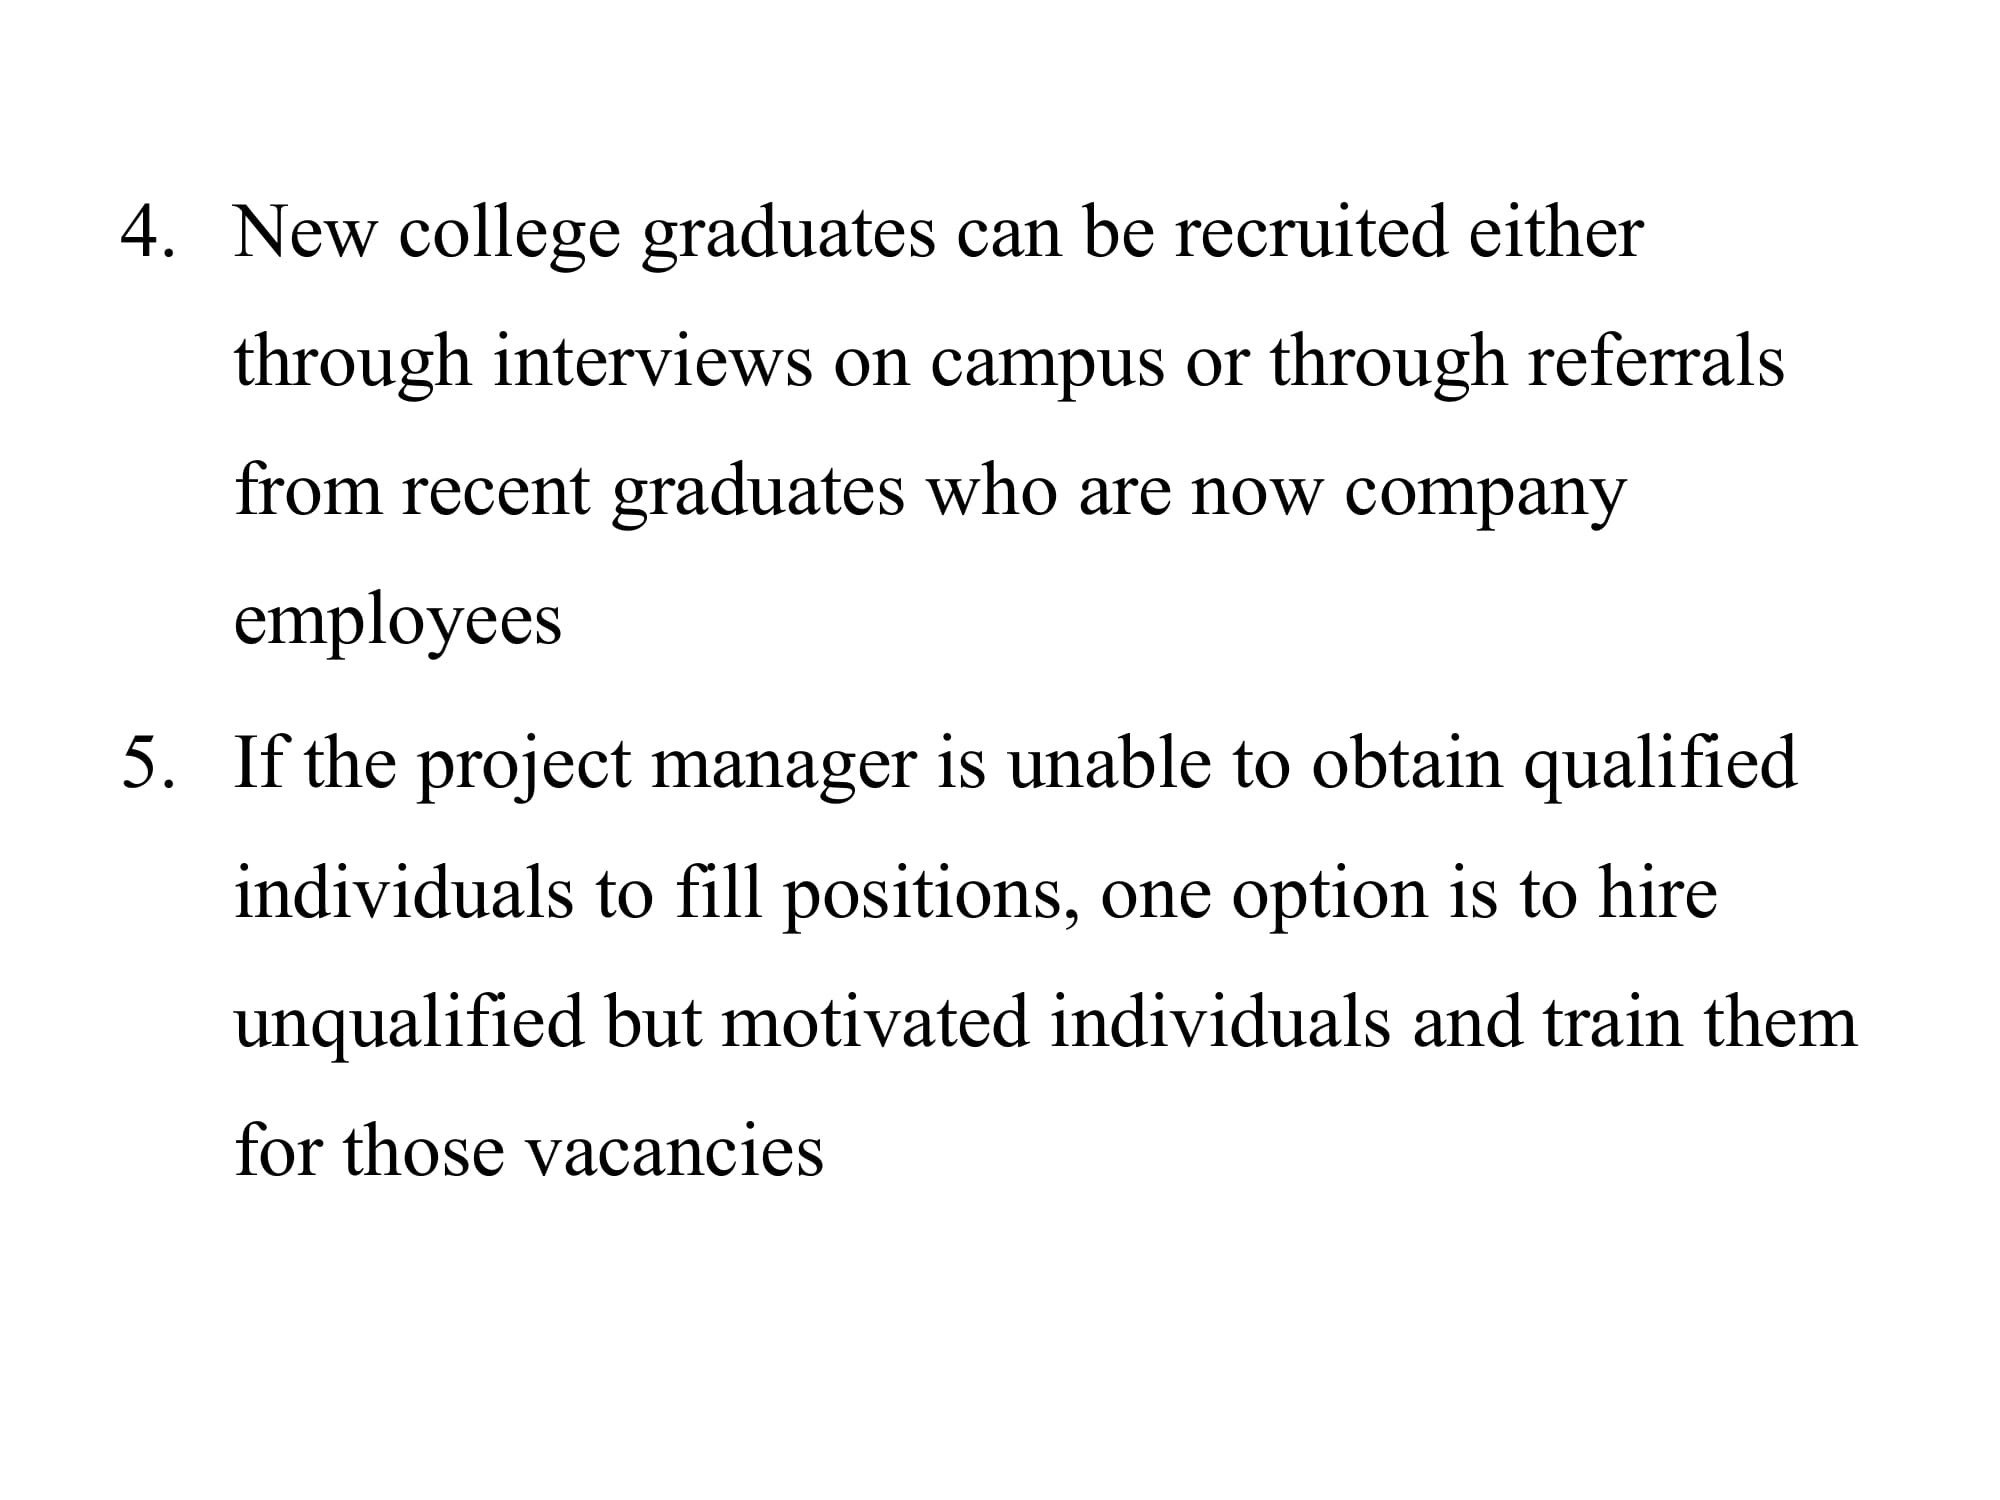 4. New college graduates can be recruited either
through interviews on campus or through referrals
from recent graduates who are now company
employees
5. If the project manager is unable to obtain qualified
individuals to fill positions, one option is to hire
unqualified but motivated individuals and train them
for those vacancies